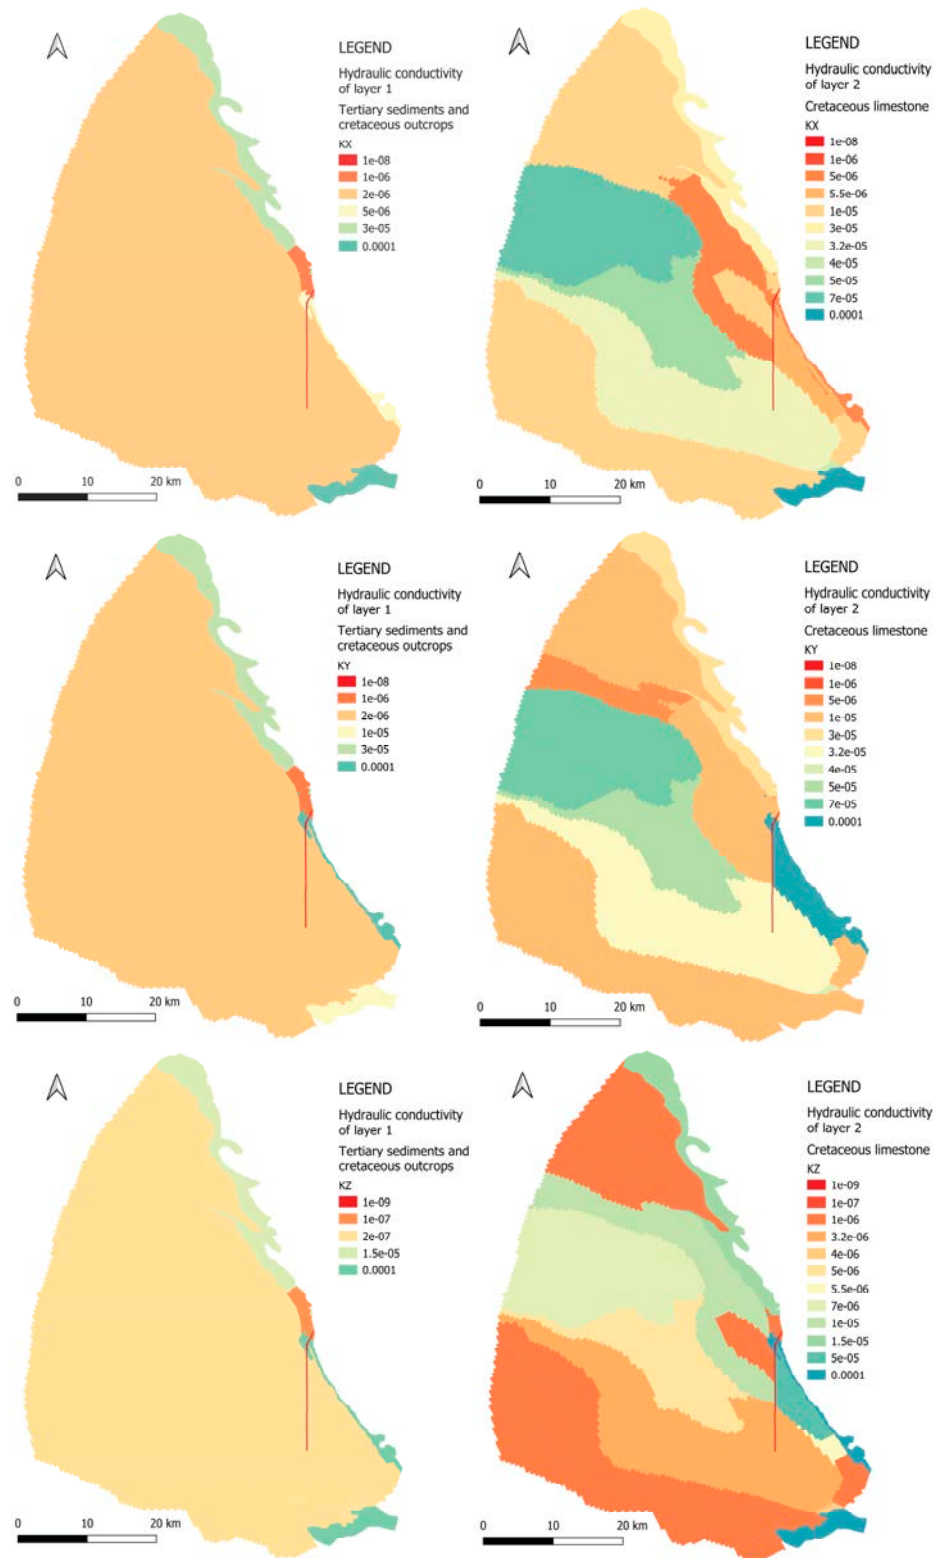 LEGEND
Hydraulic conductivity
of layer 1
Tertiary sediments and
cretaceous outcrops
KX
1e-08
1e-06
2e-06
5e-06
3e-05
0.0001
0 10 20 km
LEGEND
Hydraulic conductivity
of layer 2
Cretaceous limestone
KX
1e-08
1e-06
5e-06
5.5e-06
1e-05
3e-05
3.2e-05
4e-05
5e-05
7e-05
0.0001
0 10 20 km
LEGEND
Hydraulic conductivity
of layer 1
Tertiary sediments and
cretaceous outcrops
KY
1e-08
1e-06
2e-06
1e-05
3e-05
0.0001
0 10 20 km
LEGEND
Hydraulic conductivity
of layer 2
Cretaceous limestone
KY
1e-08
1e-06
5e-06
1e-05
3e-05
3.2e-05
4e-05
5e-05
7e-05
0.0001
0 10 20 km
LEGEND
Hydraulic conductivity
of layer 1
Tertiary sediments and
cretaceous outcrops
KZ
1e-09
1e-07
2e-07
1.5e-05
0.0001
0 10 20 km
LEGEND
Hydraulic conductivity
of layer 2
Cretaceous limestone
KZ
1e-09
1e-07
1e-06
3.2e-06
4e-06
5e-06
5.5e-06
7e-06
1e-05
1.5e-05
5e-05
0.0001
0 10 20 km